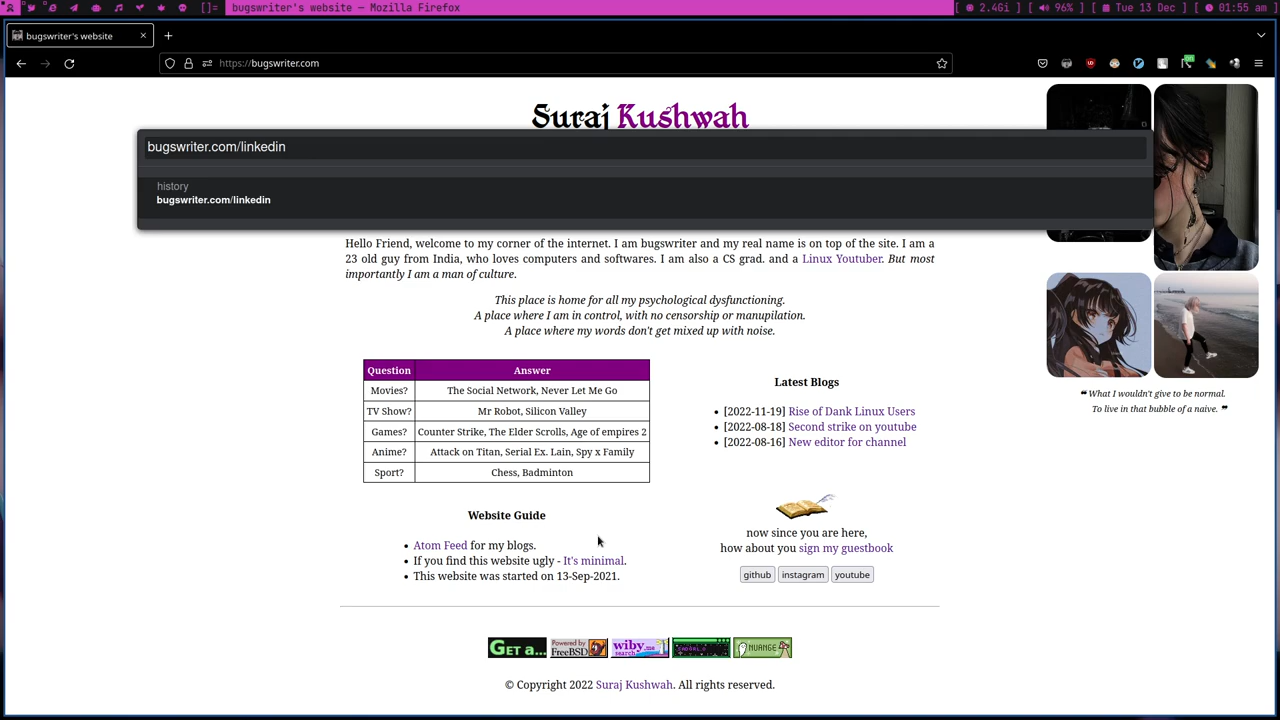 []=
bugswriter's website — Mozilla Firefox
[ 2.4Gi ]
[ 96% ]
[ Tue 13 Dec ]
[ 01:55 am ]
bugswriter's website
https://bugswriter.com
Suraj Kushwah
bugswriter.com/linkedin
history
bugswriter.com/linkedin
Hello Friend, welcome to my corner of the internet. I am bugswriter and my real name is on top of the site. I am a
23 old guy from India, who loves computers and softwares. I am also a CS grad. and a Linux Youtuber. But most
importantly I am a man of culture.
This place is home for all my psychological dysfunctioning.
A place where I am in control, with no censorship or manupilation.
A place where my words don't get mixed up with noise.
Question Answer
Movies? The Social Network, Never Let Me Go
TV Show? Mr Robot, Silicon Valley
Games? Counter Strike, The Elder Scrolls, Age of empires 2
Anime? Attack on Titan, Serial Ex. Lain, Spy x Family
Sport? Chess, Badminton
Latest Blogs
• [2022-11-19] Rise of Dank Linux Users
• [2022-08-18] Second strike on youtube
• [2022-08-16] New editor for channel
❝ What I wouldn't give to be normal.
To live in that bubble of a naive. ❞
Website Guide
• Atom Feed for my blogs.
• If you find this website ugly - It's minimal.
• This website was started on 13-Sep-2021.
now since you are here,
how about you sign my guestbook
github instagram youtube
GET A...
Powered by
FreeBSD
wiby.me
search
NUANGE
© Copyright 2022 Suraj Kushwah. All rights reserved.